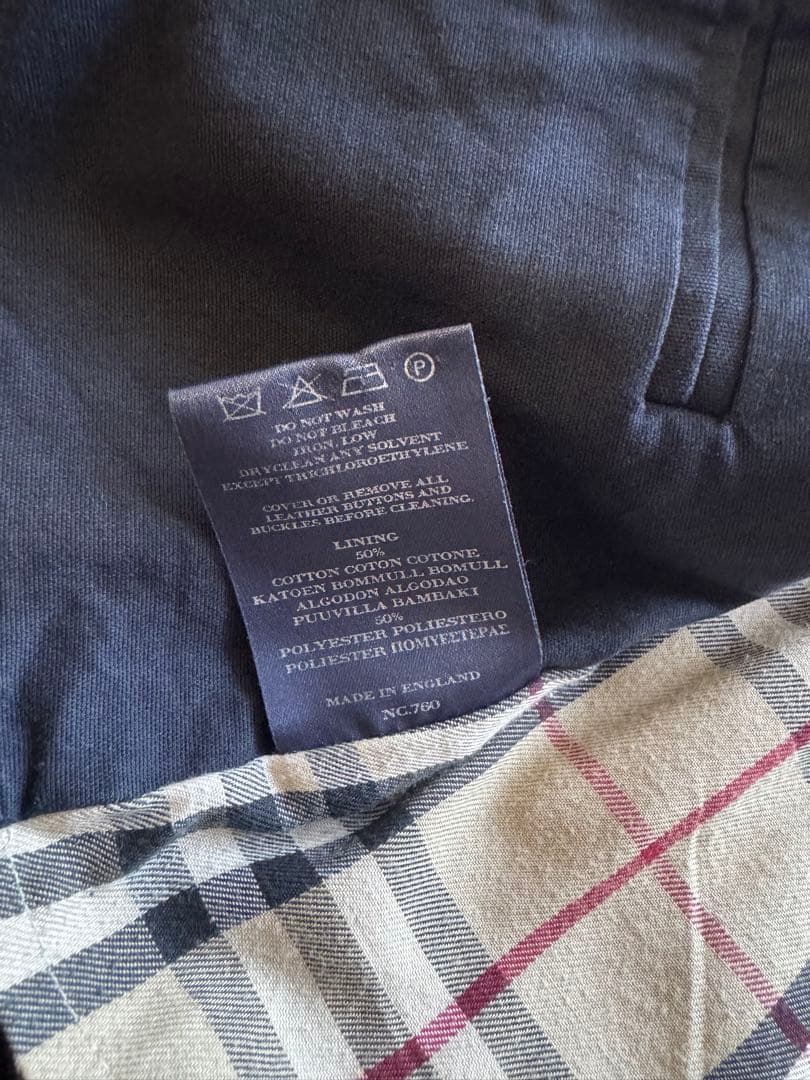 P
DO NOT WASH
DO NOT BLEACH
IRON, LOW
DRYCLEAN ANY SOLVENT
EXCEPT TRICHLOROETHYLENE
COVER OR REMOVE ALL
LEATHER BUTTONS AND
BUCKLES BEFORE CLEANING.
LINING
50%
COTTON COTON COTONE
KATOEN BOMMULL, BOMULL
ALGODON ALGODAO
PUUVILLA BAMBAKI
50%
POLYESTER POLIESTERO
POLIESTER ΠΟΜΥΕΣΤΕΡΑΣ
MADE IN ENGLAND
NC.760